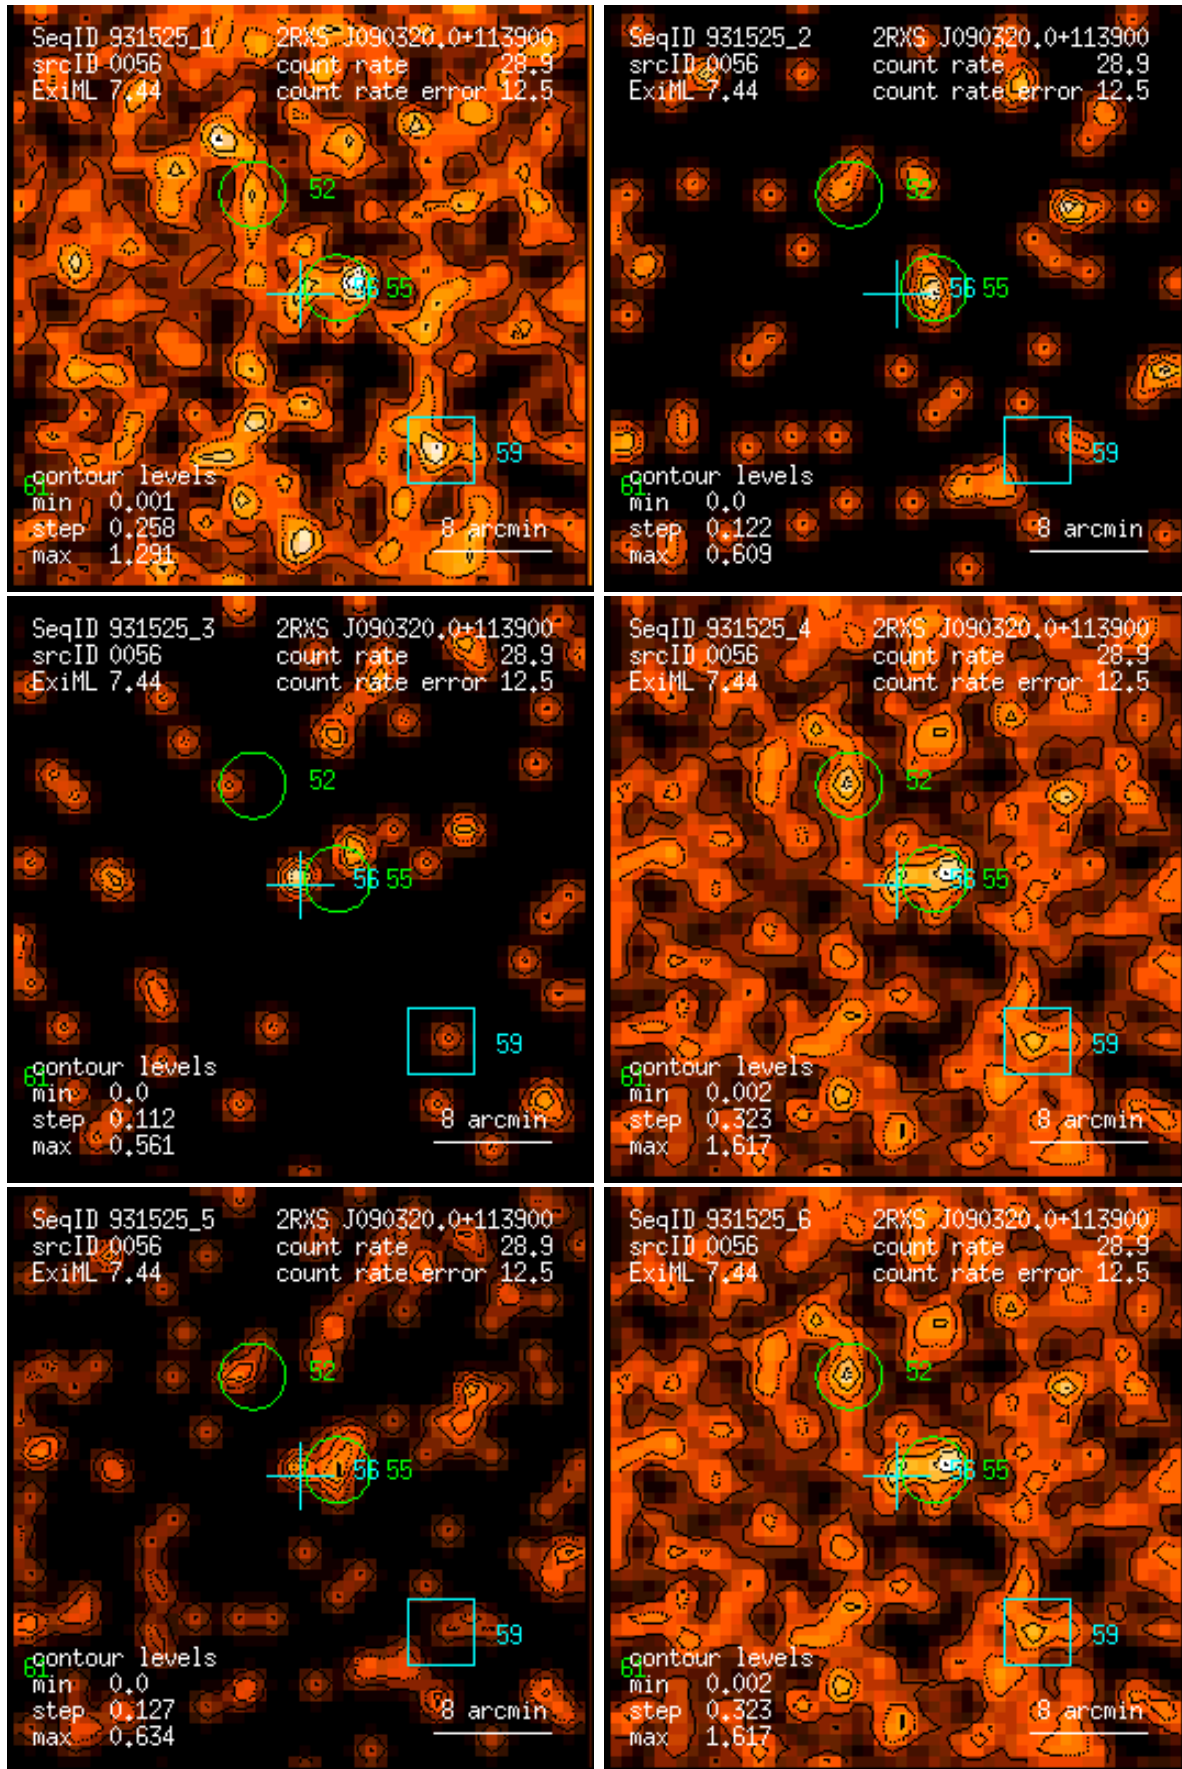 SeqID 931525_1 2RXS J090320.0+113900
srcID 0056 count rate 28.9
ExiML 7.44 count rate error 12.5
52
56 55
59
contour levels
61
min 0.001
step 0.258 8 arcmin
max 1.291
SeqID 931525_2 2RXS J090320.0+113900
srcID 0056 count rate 28.9
ExiML 7.44 count rate error 12.5
52
56 55
59
contour levels
61
min 0.0
step 0.122 8 arcmin
max 0.609
SeqID 931525_3 2RXS J090320.0+113900
srcID 0056 count rate 28.9
ExiML 7.44 count rate error 12.5
52
56 55
59
contour levels
61
min 0.0
step 0.112 8 arcmin
max 0.561
SeqID 931525_4 2RXS J090320.0+113900
srcID 0056 count rate 28.9
ExiML 7.44 count rate error 12.5
52
56 55
59
contour levels
61
min 0.002
step 0.323 8 arcmin
max 1.617
SeqID 931525_5 2RXS J090320.0+113900
srcID 0056 count rate 28.9
ExiML 7.44 count rate error 12.5
52
56 55
59
contour levels
61
min 0.0
step 0.127 8 arcmin
max 0.634
SeqID 931525_6 2RXS J090320.0+113900
srcID 0056 count rate 28.9
ExiML 7.44 count rate error 12.5
52
56 55
59
contour levels
61
min 0.002
step 0.323 8 arcmin
max 1.617